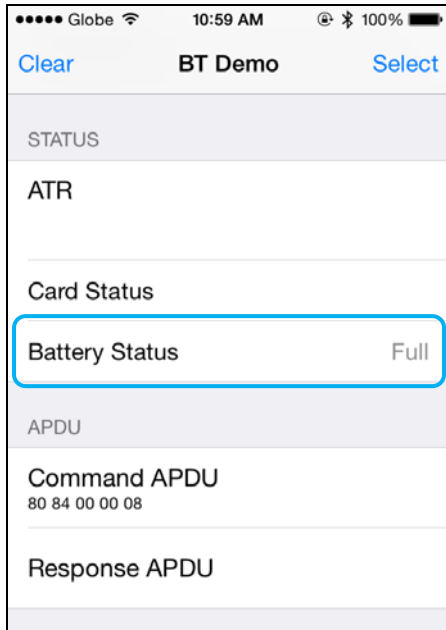 Globe 10:59 AM 100%
Clear BT Demo Select
STATUS
ATR
Card Status
Battery Status Full
APDU
Command APDU
80 84 00 00 08
Response APDU